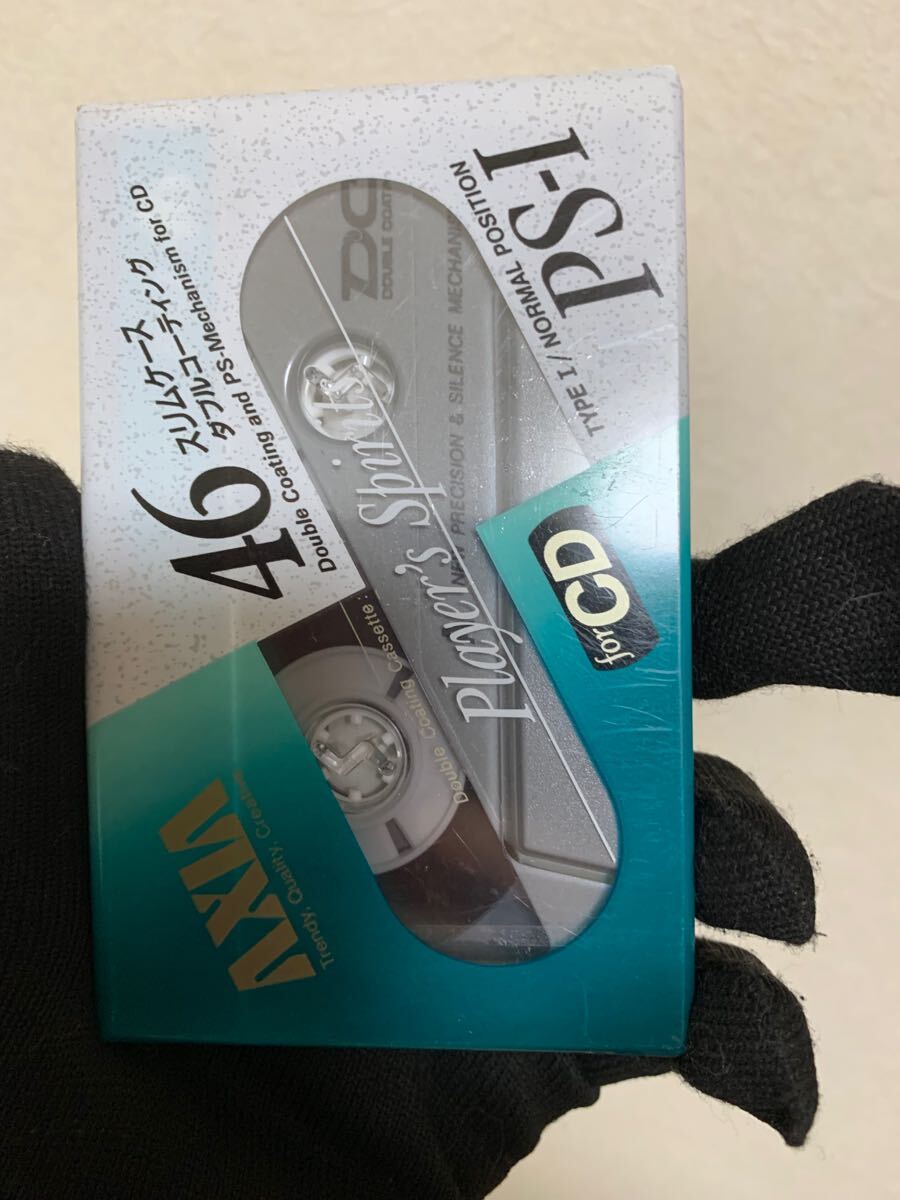 PS-I
TYPE I / NORMAL POSITION
for CD
DC
DOUBLE COAT
PRECISION & SILENCE MECHANI
Player's Spirits
Double Coating Cassette
46
スリムケース
ダブルコーティング
Double Coating and PS-Mechanism for CD
AXIA
Trendy, Quality, Creative